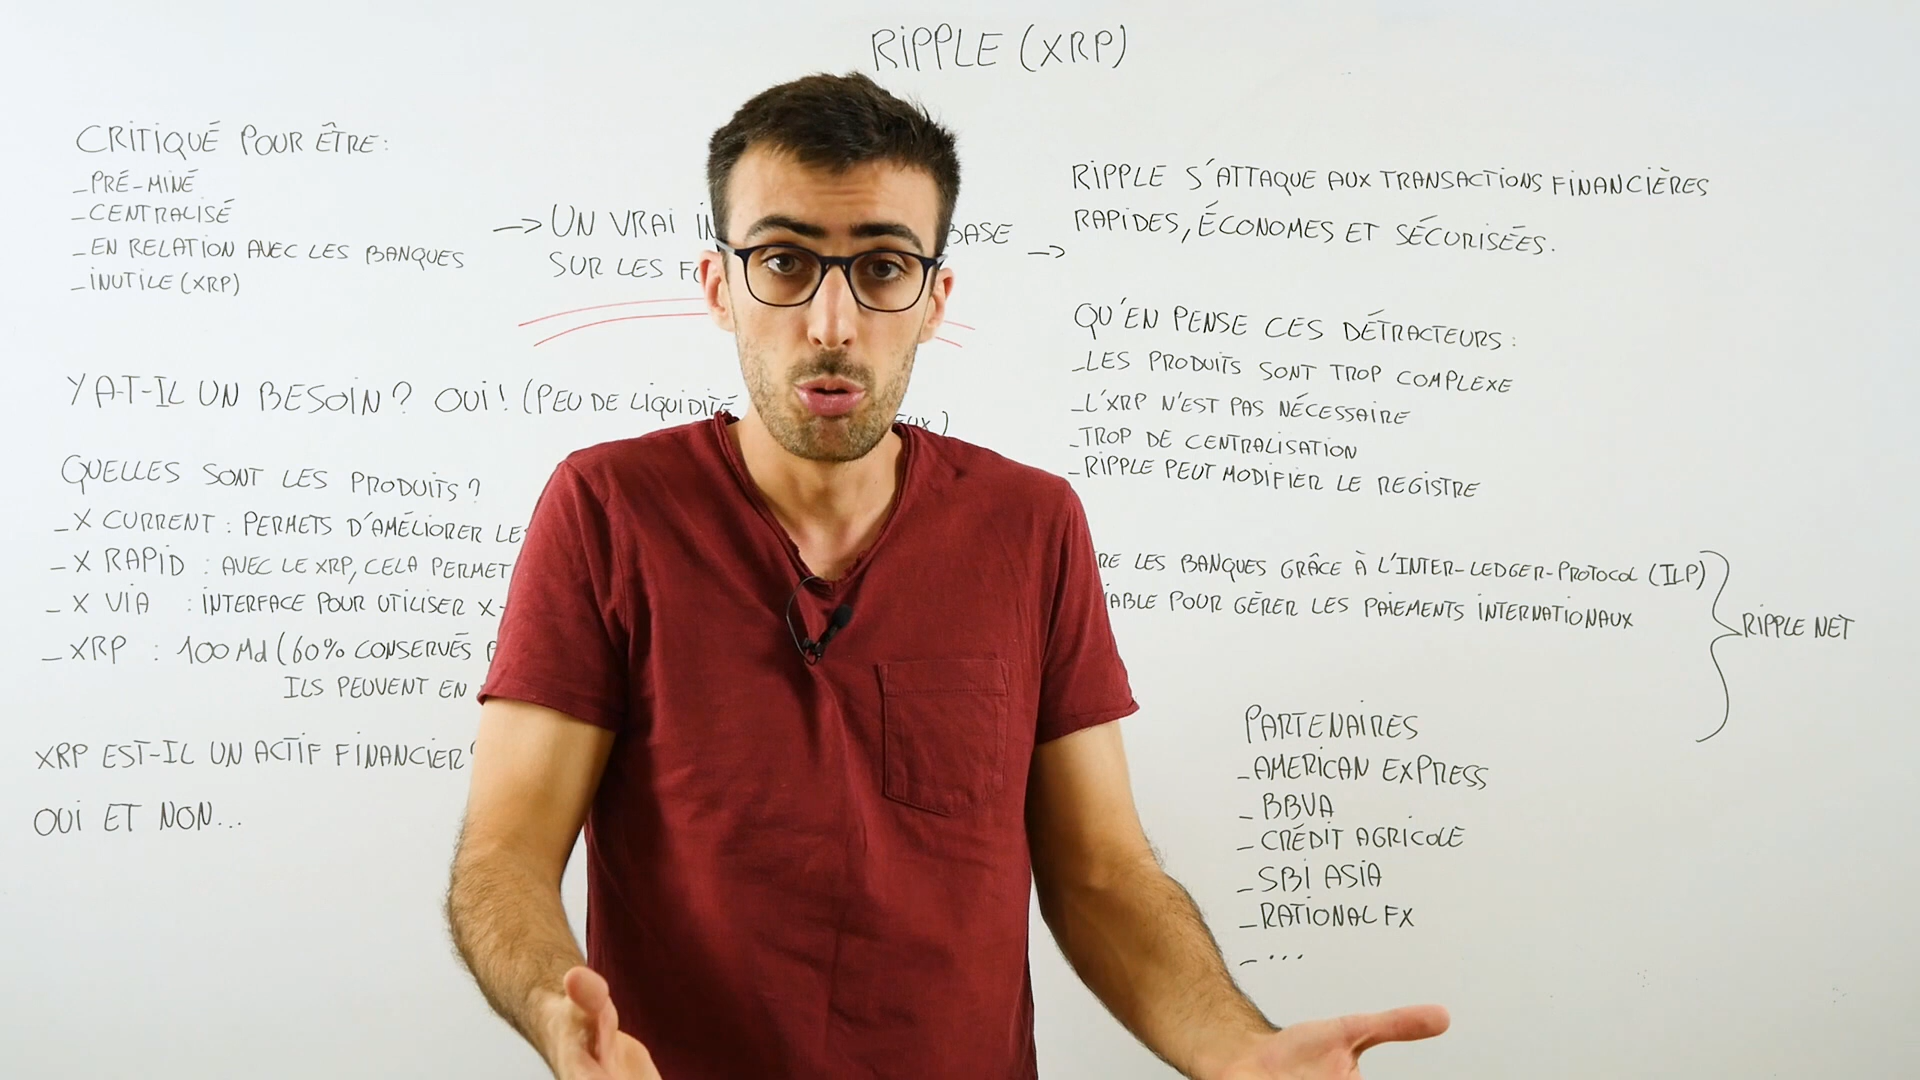 RIPPLE (XRP)
CRITIQUÉ POUR ÊTRE:
_PRÉ-MINÉ
_CENTRALISÉ
_EN RELATION AVEC LES BANQUES
_INUTILE (XRP)
-> UN VRAI
BASE
SUR LES
->
RIPPLE S'ATTAQUE AUX TRANSACTIONS FINANCIÈRES
RAPIDES, ÉCONOMES ET SÉCURISÉES.
Y A-T-IL UN BESOIN? OUI! (PEU DE LIQUIDITÉ
QU'EN PENSE CES DÉTRACTEURS:
_LES PRODUITS SONT TROP COMPLEXE
_L'XRP N'EST PAS NÉCESSAIRE
_TROP DE CENTRALISATION
_RIPPLE PEUT MODIFIER LE REGISTRE
QUELLES SONT LES PRODUITS?
_X CURRENT : PERMETS D'AMÉLIORER
LES BANQUES GRÂCE À L'INTER-LEDGER-PROTOCOL (ILP)
_X RAPID : AVEC LE XRP, CELA PERMET
POUR GÉRER LES PAIEMENTS INTERNATIONAUX
_X VIA : INTERFACE POUR UTILISER X-
_XRP : 100 Md (60% CONSERVÉS
ILS PEUVENT EN
RIPPLE NET
XRP EST-IL UN ACTIF FINANCIER?
OUI ET NON...
PARTENAIRES
_AMERICAN EXPRESS
_BBVA
_CRÉDIT AGRICOLE
_SBI ASIA
_RATIONAL FX
_...